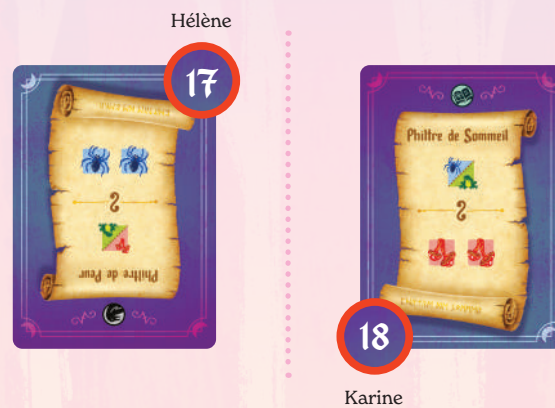 Hélène
17
Philtre de Peur
Philtre de Sommeil
18
Karine